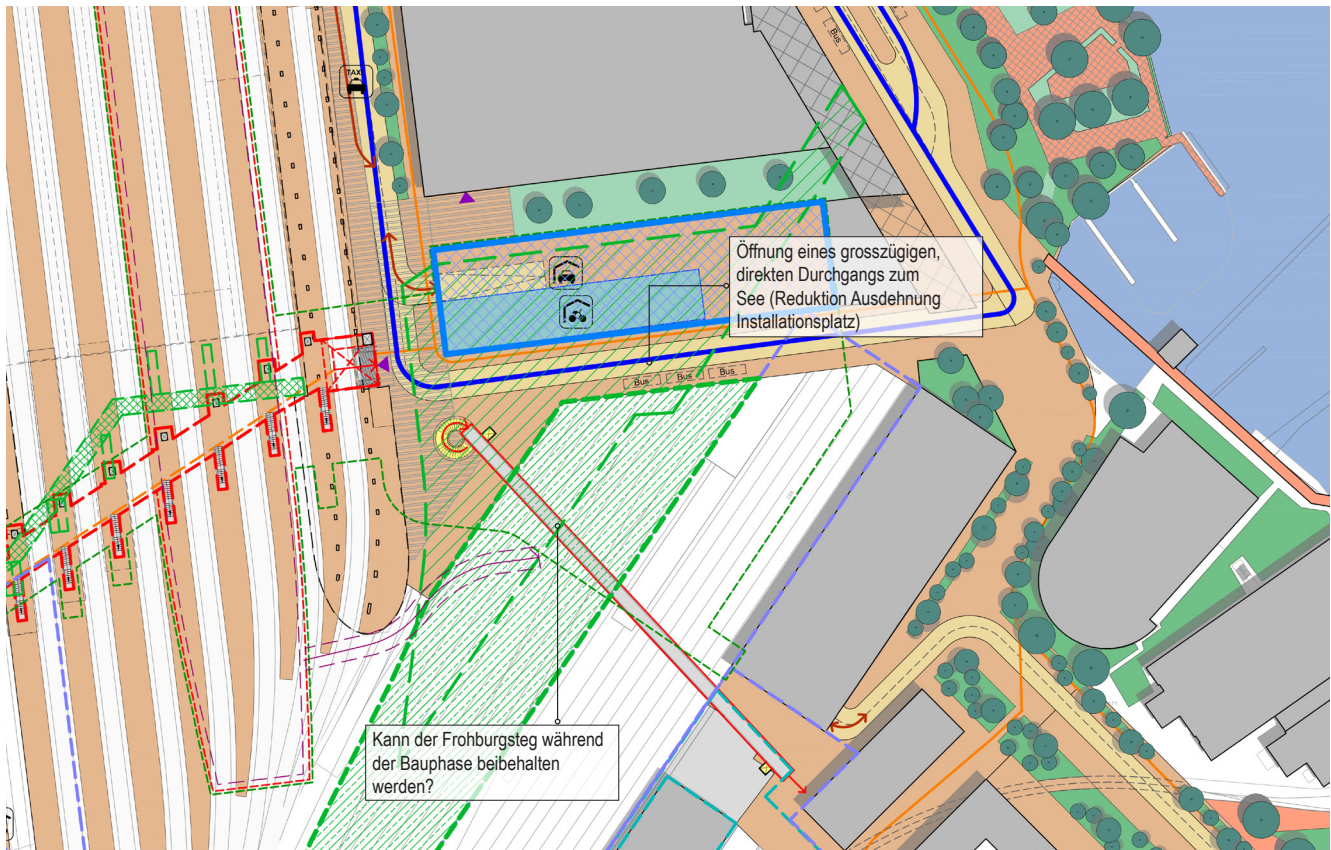 Bus
TAXI
Öffnung eines grosszügigen,
direkten Durchgangs zum
See (Reduktion Ausdehnung
Installationsplatz)
Bus Bus Bus
Kann der Frohburgsteg während
der Bauphase beibehalten
werden?